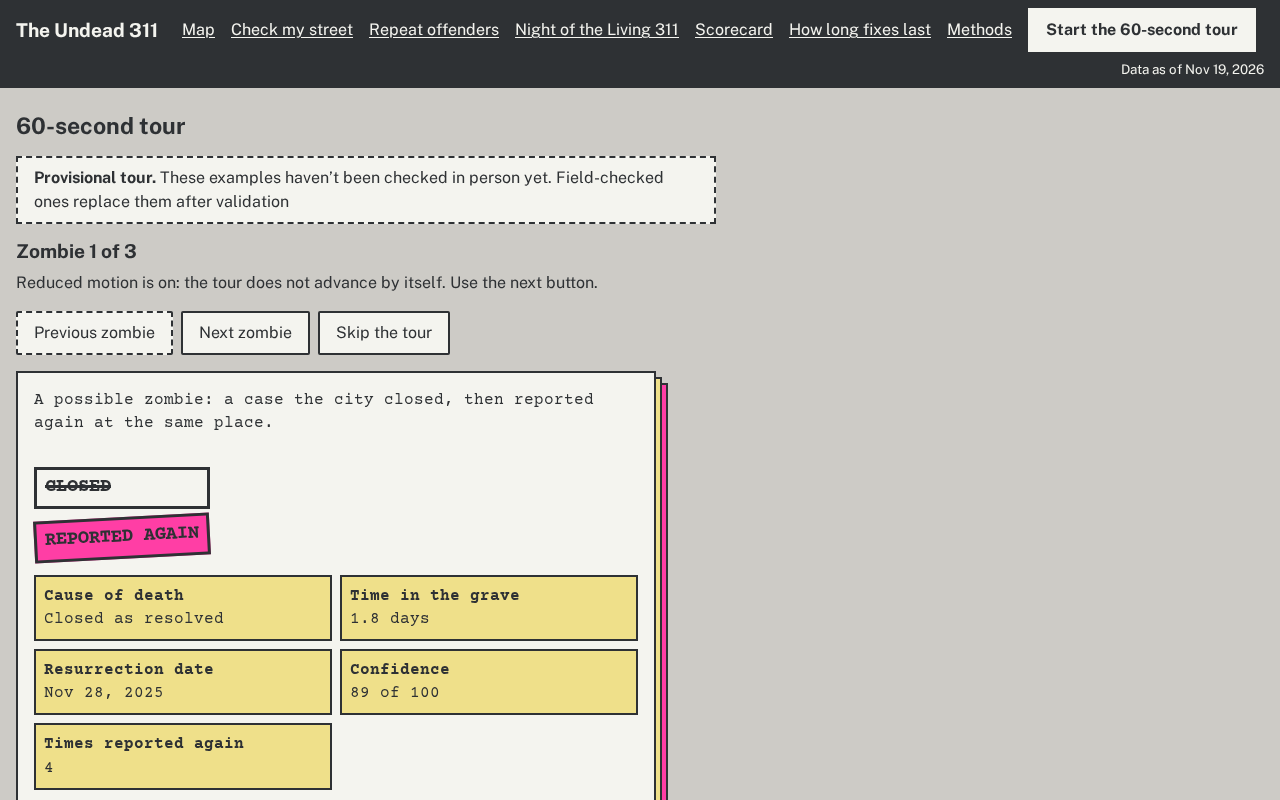 The Undead 311
Map
Check my street
Repeat offenders
Night of the Living 311
Scorecard
How long fixes last
Methods
Start the 60-second tour
Data as of Nov 19, 2026
60-second tour
Provisional tour. These examples haven’t been checked in person yet. Field-checked
ones replace them after validation
Zombie 1 of 3
Reduced motion is on: the tour does not advance by itself. Use the next button.
Previous zombie
Next zombie
Skip the tour
A possible zombie: a case the city closed, then reported
again at the same place.
CLOSED
REPORTED AGAIN
Cause of death
Closed as resolved
Time in the grave
1.8 days
Resurrection date
Nov 28, 2025
Confidence
89 of 100
Times reported again
4